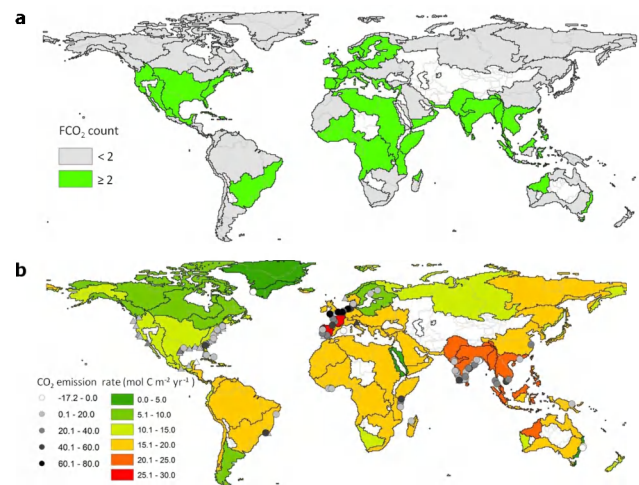 a
FCO₂ count
< 2
≥ 2
b
CO₂ emission rate (mol C m⁻² yr⁻¹)
-17.2 - 0.0
0.1 - 20.0
20.1 - 40.0
40.1 - 60.0
60.1 - 80.0
0.0 - 5.0
5.1 - 10.0
10.1 - 15.0
15.1 - 20.0
20.1 - 25.0
25.1 - 30.0